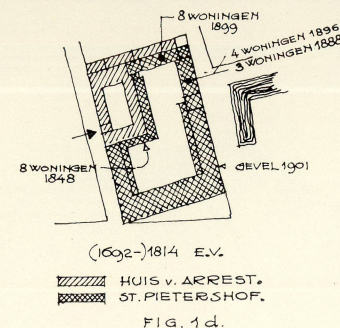 8 WONINGEN
1899
4 WONINGEN 1896
3 WONINGEN 1888
8 WONINGEN
1848
GEVEL 1901
(1692-)1814 E.V.
HUIS v. ARREST.
ST. PIETERSHOF.
FIG. 1d.